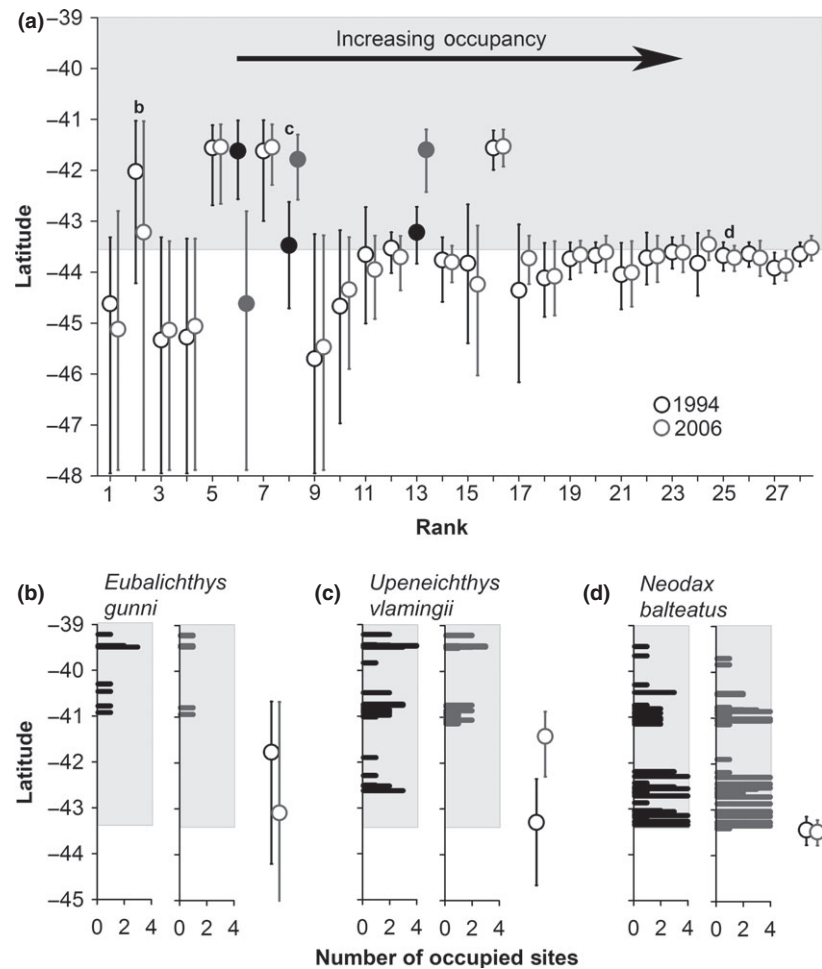 (a)
–39
–40
–41
–42
–43
–44
–45
–46
–47
–48
Latitude
Increasing occupancy
b
c
d
1994
2006
1 3 5 7 9 11 13 15 17 19 21 23 25 27
Rank
(b) Eubalichthys gunni
(c) Upeneichthys vlamingii
(d) Neodax balteatus
–39
–40
–41
–42
–43
–44
–45
Latitude
0 2 4 0 2 4 0 2 4 0 2 4 0 2 4 0 2 4
Number of occupied sites